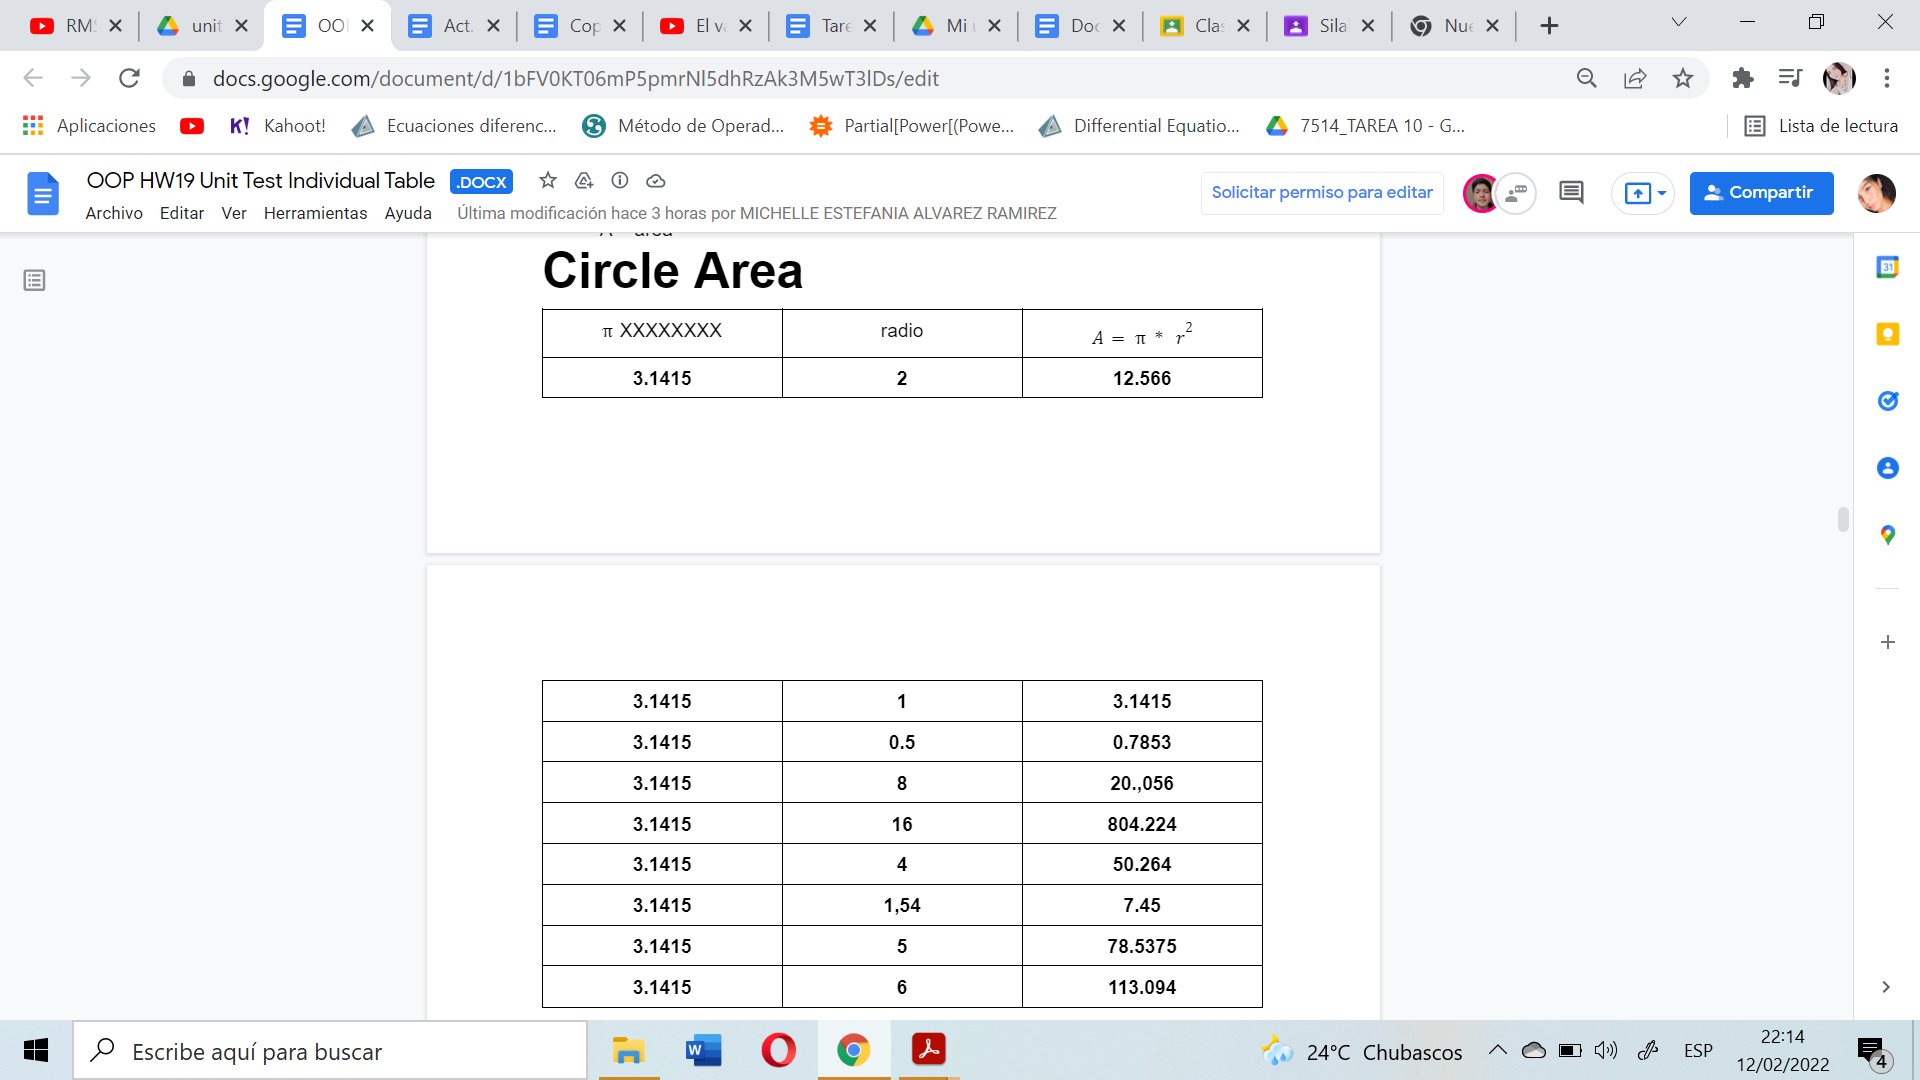 RMS
unit
OOI
Act.
Cop
El va
Tare
Mi u
Doc
Clas
Silal
Nue
docs.google.com/document/d/1bFV0KT06mP5pmrNl5dhRzAk3M5wT3lDs/edit
Aplicaciones
K! Kahoot!
Ecuaciones diferenc...
Método de Operad...
Partial[Power[(Powe...
Differential Equatio...
7514_TAREA 10 - G...
Lista de lectura
OOP HW19 Unit Test Individual Table .DOCX
Archivo Editar Ver Herramientas Ayuda Última modificación hace 3 horas por MICHELLE ESTEFANIA ALVAREZ RAMIREZ
Solicitar permiso para editar
Compartir
Circle Area
π XXXXXXXX radio A = π * r²
3.1415 2 12.566
3.1415 1 3.1415
3.1415 0.5 0.7853
3.1415 8 20.,056
3.1415 16 804.224
3.1415 4 50.264
3.1415 1,54 7.45
3.1415 5 78.5375
3.1415 6 113.094
31
Escribe aquí para buscar
W
24°C Chubascos
ESP
22:14
12/02/2022
4